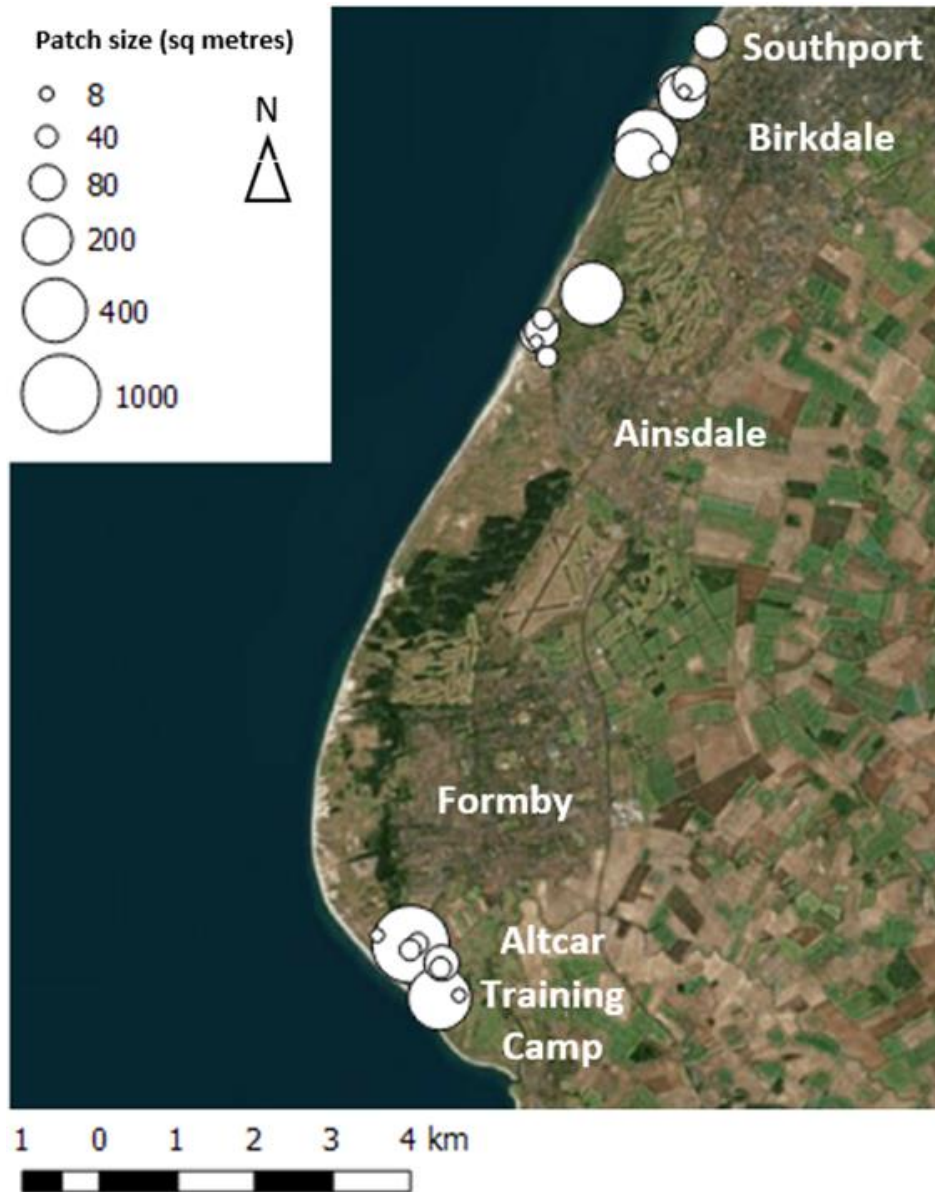 Patch size (sq metres)
8
40
80
200
400
1000
N
Southport
Birkdale
Ainsdale
Formby
Altcar
Training
Camp
1 0 1 2 3 4 km